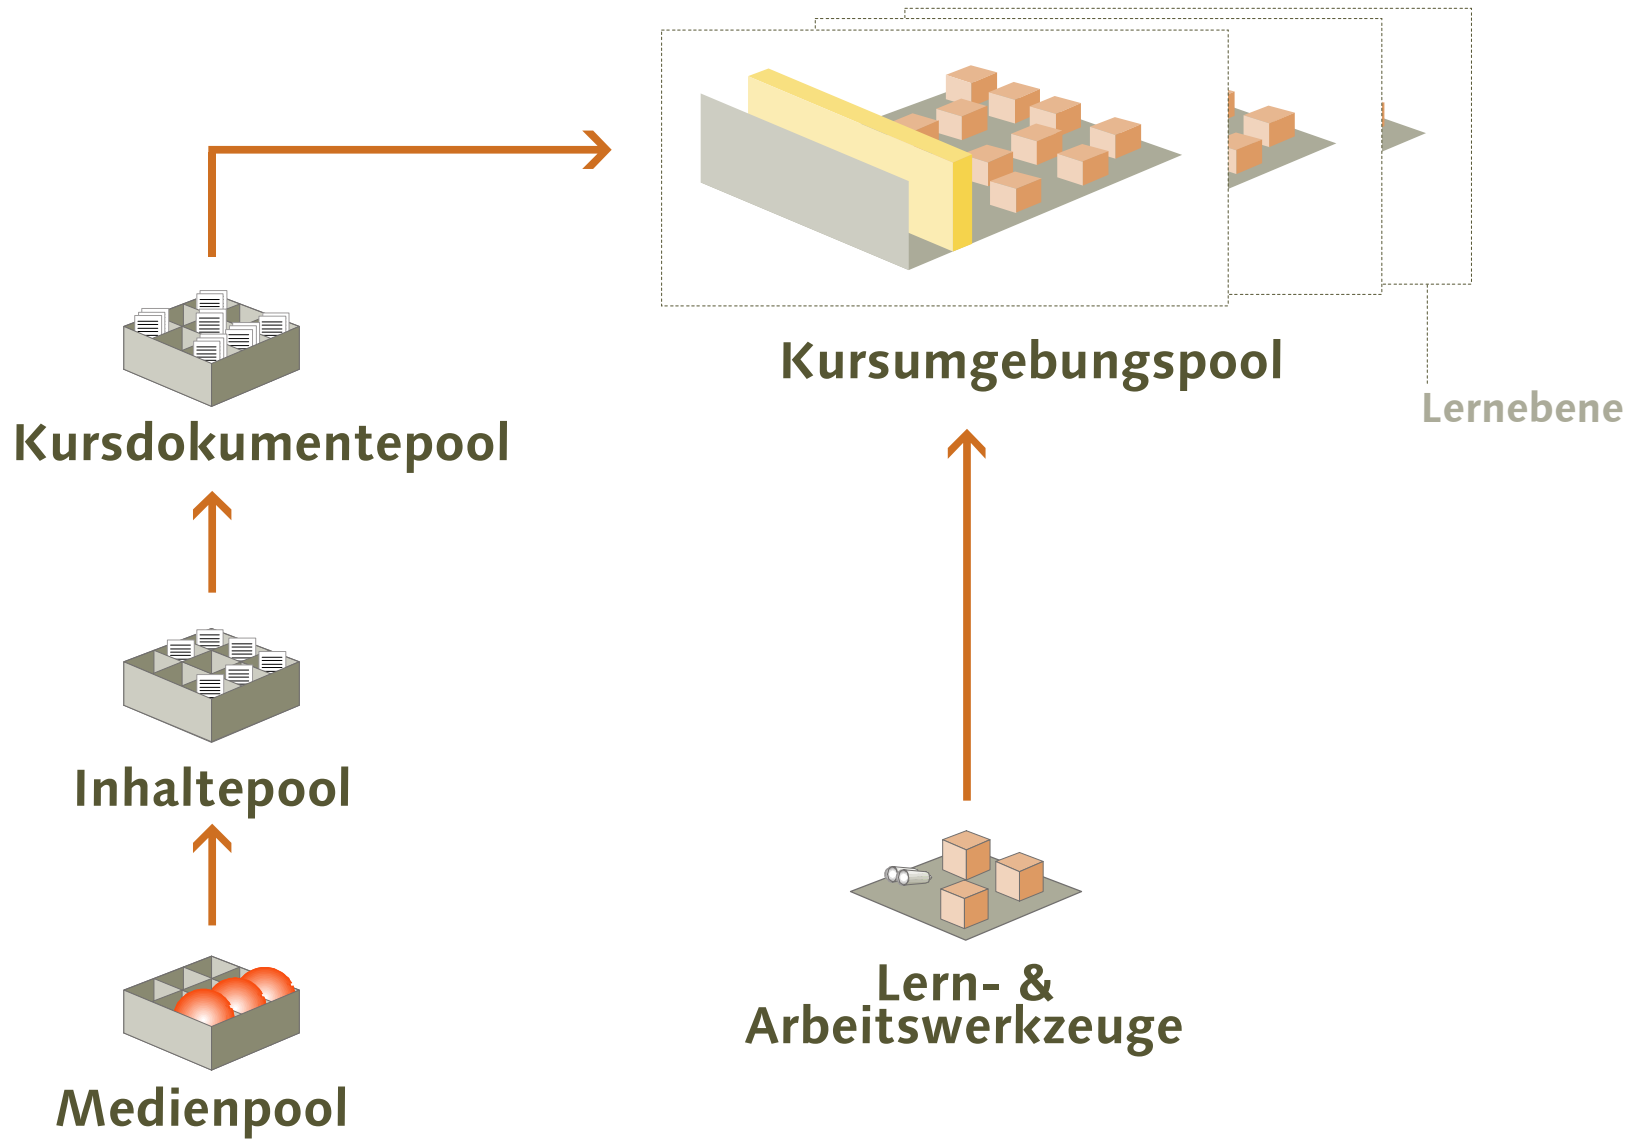 Kursumgebungspool
Lernebene
Kursdokumentepool
Inhaltepool
Lern- &
Arbeitswerkzeuge
Medienpool